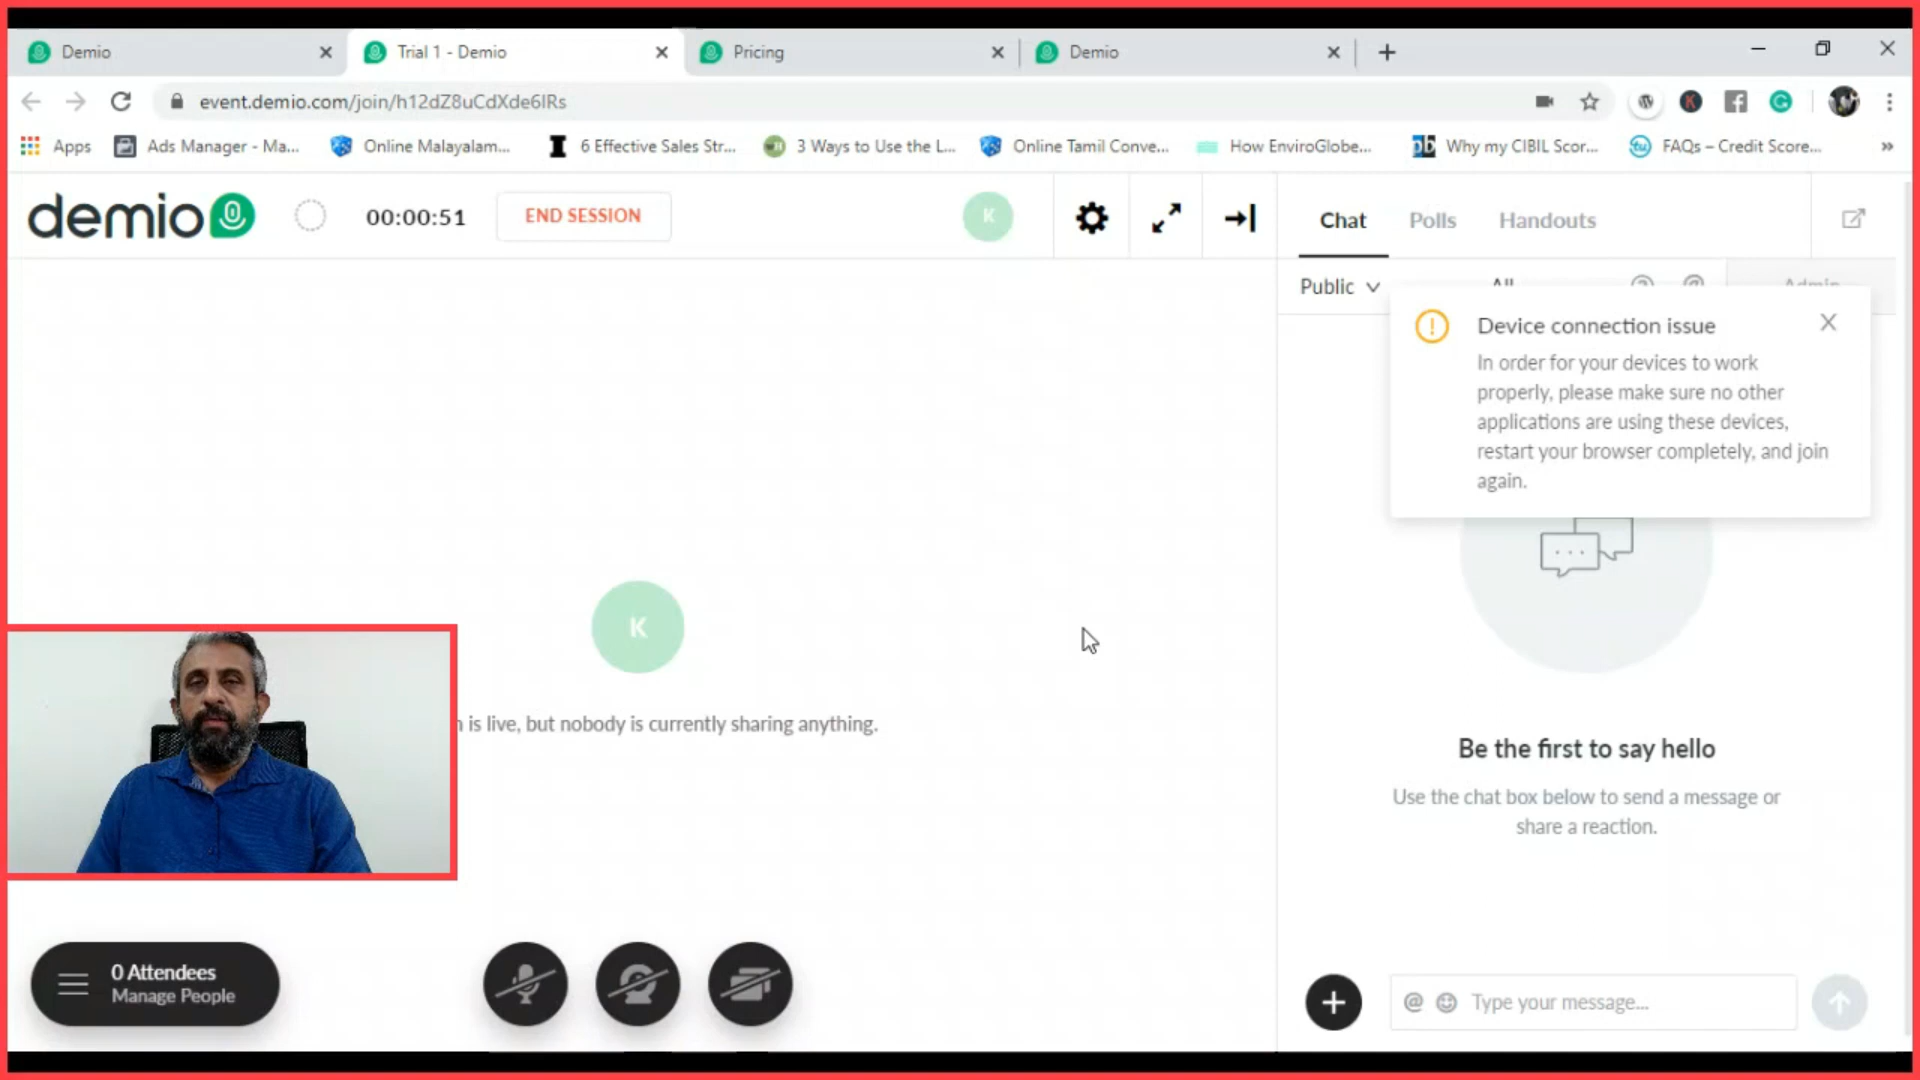 Demio
Trial 1 - Demio
Pricing
Demio
event.demio.com/join/h12dZ8uCdXde6IRs
Apps
Ads Manager - Ma...
Online Malayalam...
6 Effective Sales Str...
3 Ways to Use the L...
Online Tamil Conve...
How EnviroGlobe...
pb
Why my CIBIL Scor...
tu
FAQs – Credit Score...
»
demio
00:00:51
END SESSION
K
Chat
Polls
Handouts
Public
All
Admin
Device connection issue
In order for your devices to work
properly, please make sure no other
applications are using these devices,
restart your browser completely, and join
again.
K
is live, but nobody is currently sharing anything.
Be the first to say hello
Use the chat box below to send a message or
share a reaction.
0 Attendees
Manage People
@ Type your message...